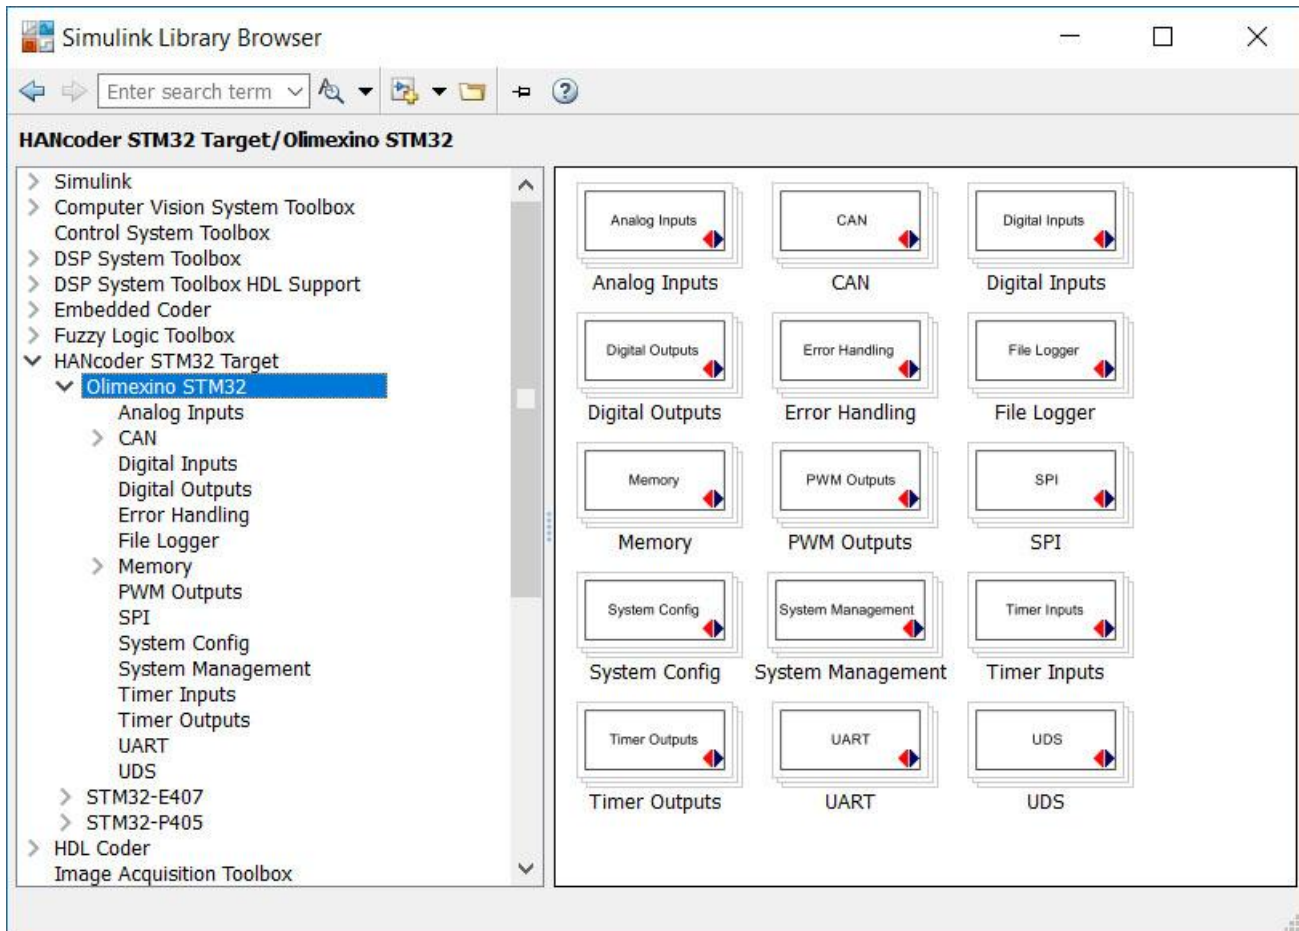 Simulink Library Browser
Enter search term
HANcoder STM32 Target/Olimexino STM32
Simulink
Computer Vision System Toolbox
Control System Toolbox
DSP System Toolbox
DSP System Toolbox HDL Support
Embedded Coder
Fuzzy Logic Toolbox
HANcoder STM32 Target
Olimexino STM32
Analog Inputs
CAN
Digital Inputs
Digital Outputs
Error Handling
File Logger
Memory
PWM Outputs
SPI
System Config
System Management
Timer Inputs
Timer Outputs
UART
UDS
STM32-E407
STM32-P405
HDL Coder
Image Acquisition Toolbox
Analog Inputs CAN Digital Inputs
Analog Inputs CAN Digital Inputs
Digital Outputs Error Handling File Logger
Digital Outputs Error Handling File Logger
Memory PWM Outputs SPI
Memory PWM Outputs SPI
System Config System Management Timer Inputs
System Config System Management Timer Inputs
Timer Outputs UART UDS
Timer Outputs UART UDS